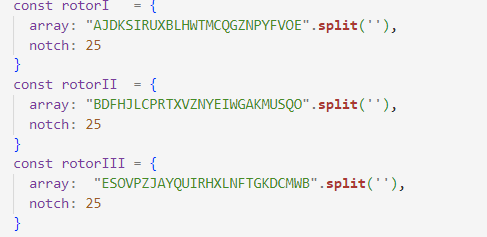 const rotorI = {
array: "AJDKSIRUXBLHWTMCQGZNPYFVOE".split(''),
notch: 25
}
const rotorII = {
array: "BDFHJLCPRTXVZNYEIWGAKMUSQO".split(''),
notch: 25
}
const rotorIII = {
array: "ESOVPZJAYQUIRHXLNFTGKDCMWB".split(''),
notch: 25
}